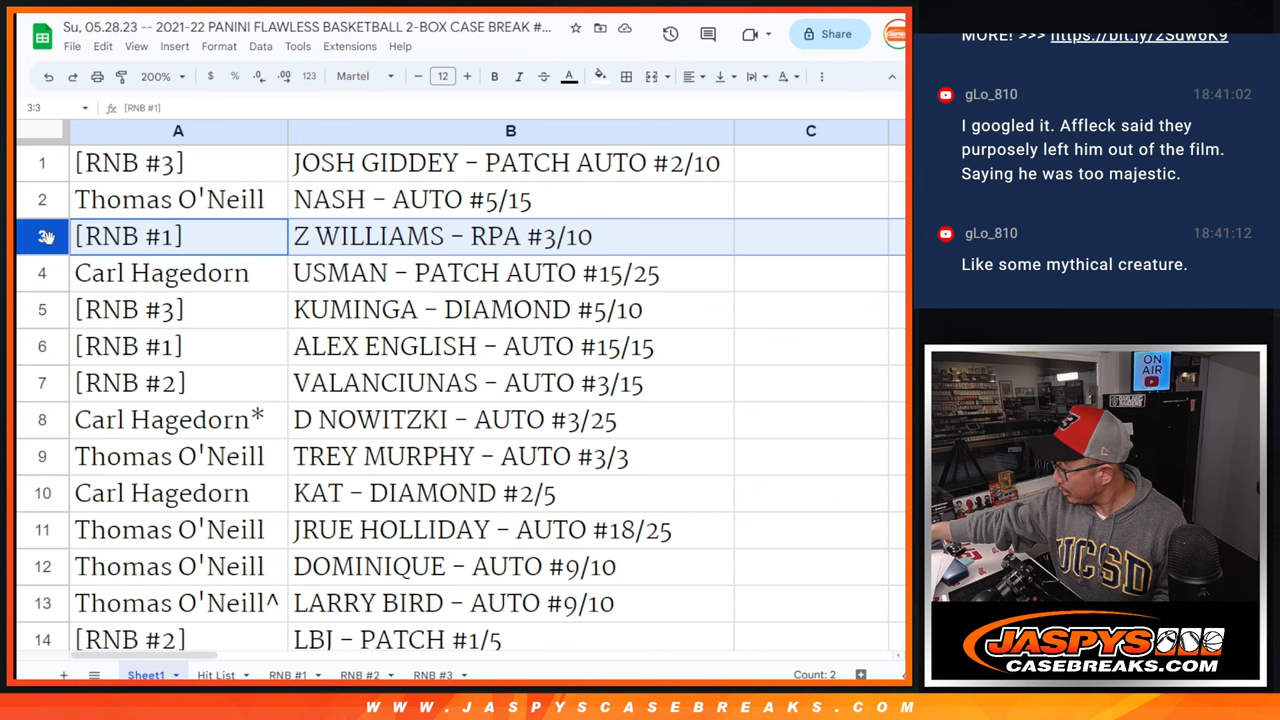 Su, 05.28.23 -- 2021-22 PANINI FLAWLESS BASKETBALL 2-BOX CASE BREAK #...
File Edit View Insert Format Data Tools Extensions Help
Share
200% $ % .0 .00 123 Martel - 12 + B I A
3:3 fx [RNB #1]
A B C
1 [RNB #3] JOSH GIDDEY - PATCH AUTO #2/10
2 Thomas O'Neill NASH - AUTO #5/15
3 [RNB #1] Z WILLIAMS - RPA #3/10
4 Carl Hagedorn USMAN - PATCH AUTO #15/25
5 [RNB #3] KUMINGA - DIAMOND #5/10
6 [RNB #1] ALEX ENGLISH - AUTO #15/15
7 [RNB #2] VALANCIUNAS - AUTO #3/15
8 Carl Hagedorn* D NOWITZKI - AUTO #3/25
9 Thomas O'Neill TREY MURPHY - AUTO #3/3
10 Carl Hagedorn KAT - DIAMOND #2/5
11 Thomas O'Neill JRUE HOLLIDAY - AUTO #18/25
12 Thomas O'Neill DOMINIQUE - AUTO #9/10
13 Thomas O'Neill^ LARRY BIRD - AUTO #9/10
14 [RNB #2] LBJ - PATCH #1/5
+ Sheet1 Hit List RNB #1 RNB #2 RNB #3 Count: 2
MORE! >>> https://bit.ly/2Sdw6K9
gLo_810 18:41:02
I googled it. Affleck said they
purposely left him out of the film.
Saying he was too majestic.
gLo_810 18:41:12
Like some mythical creature.
ON
AIR
UCSD
JASPYS
CASEBREAKS.COM
WWW.JASPYSCASEBREAKS.COM